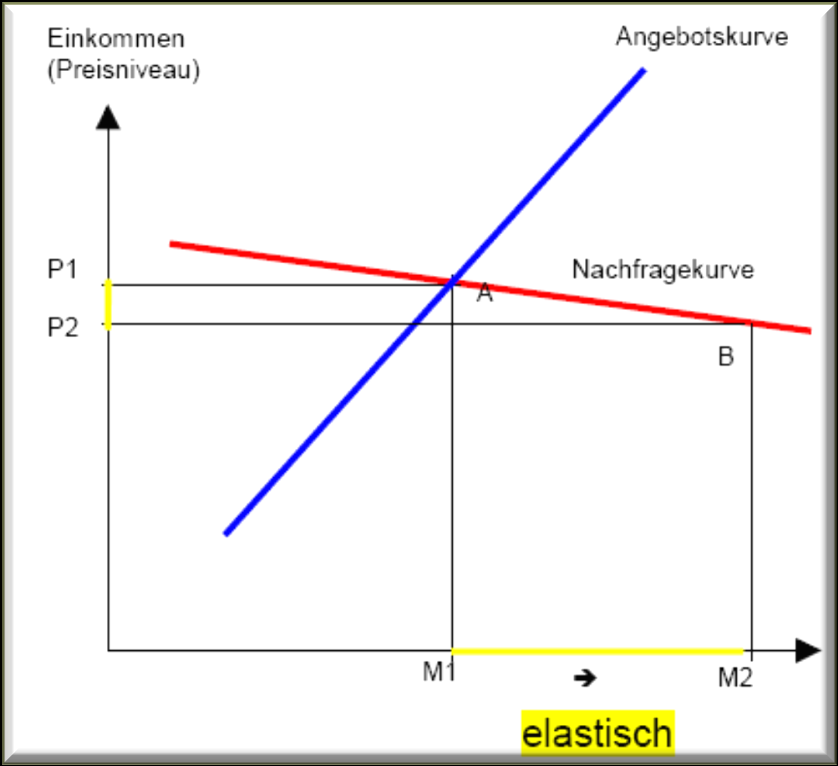 Einkommen
(Preisniveau)
Angebotskurve
P1
Nachfragekurve
A
P2
B
M1
➔
M2
elastisch